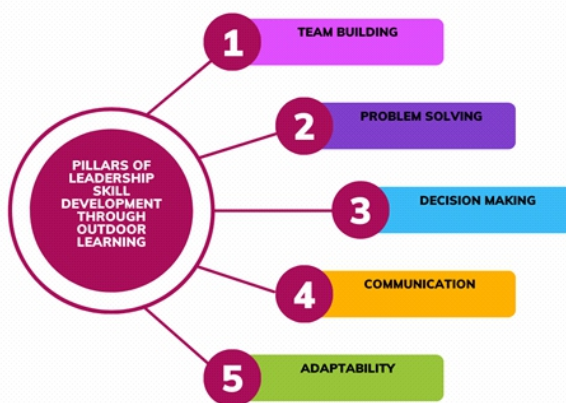 PILLARS OF
LEADERSHIP
SKILL
DEVELOPMENT
THROUGH
OUTDOOR
LEARNING
1
TEAM BUILDING
2
PROBLEM SOLVING
3
DECISION MAKING
4
COMMUNICATION
5
ADAPTABILITY